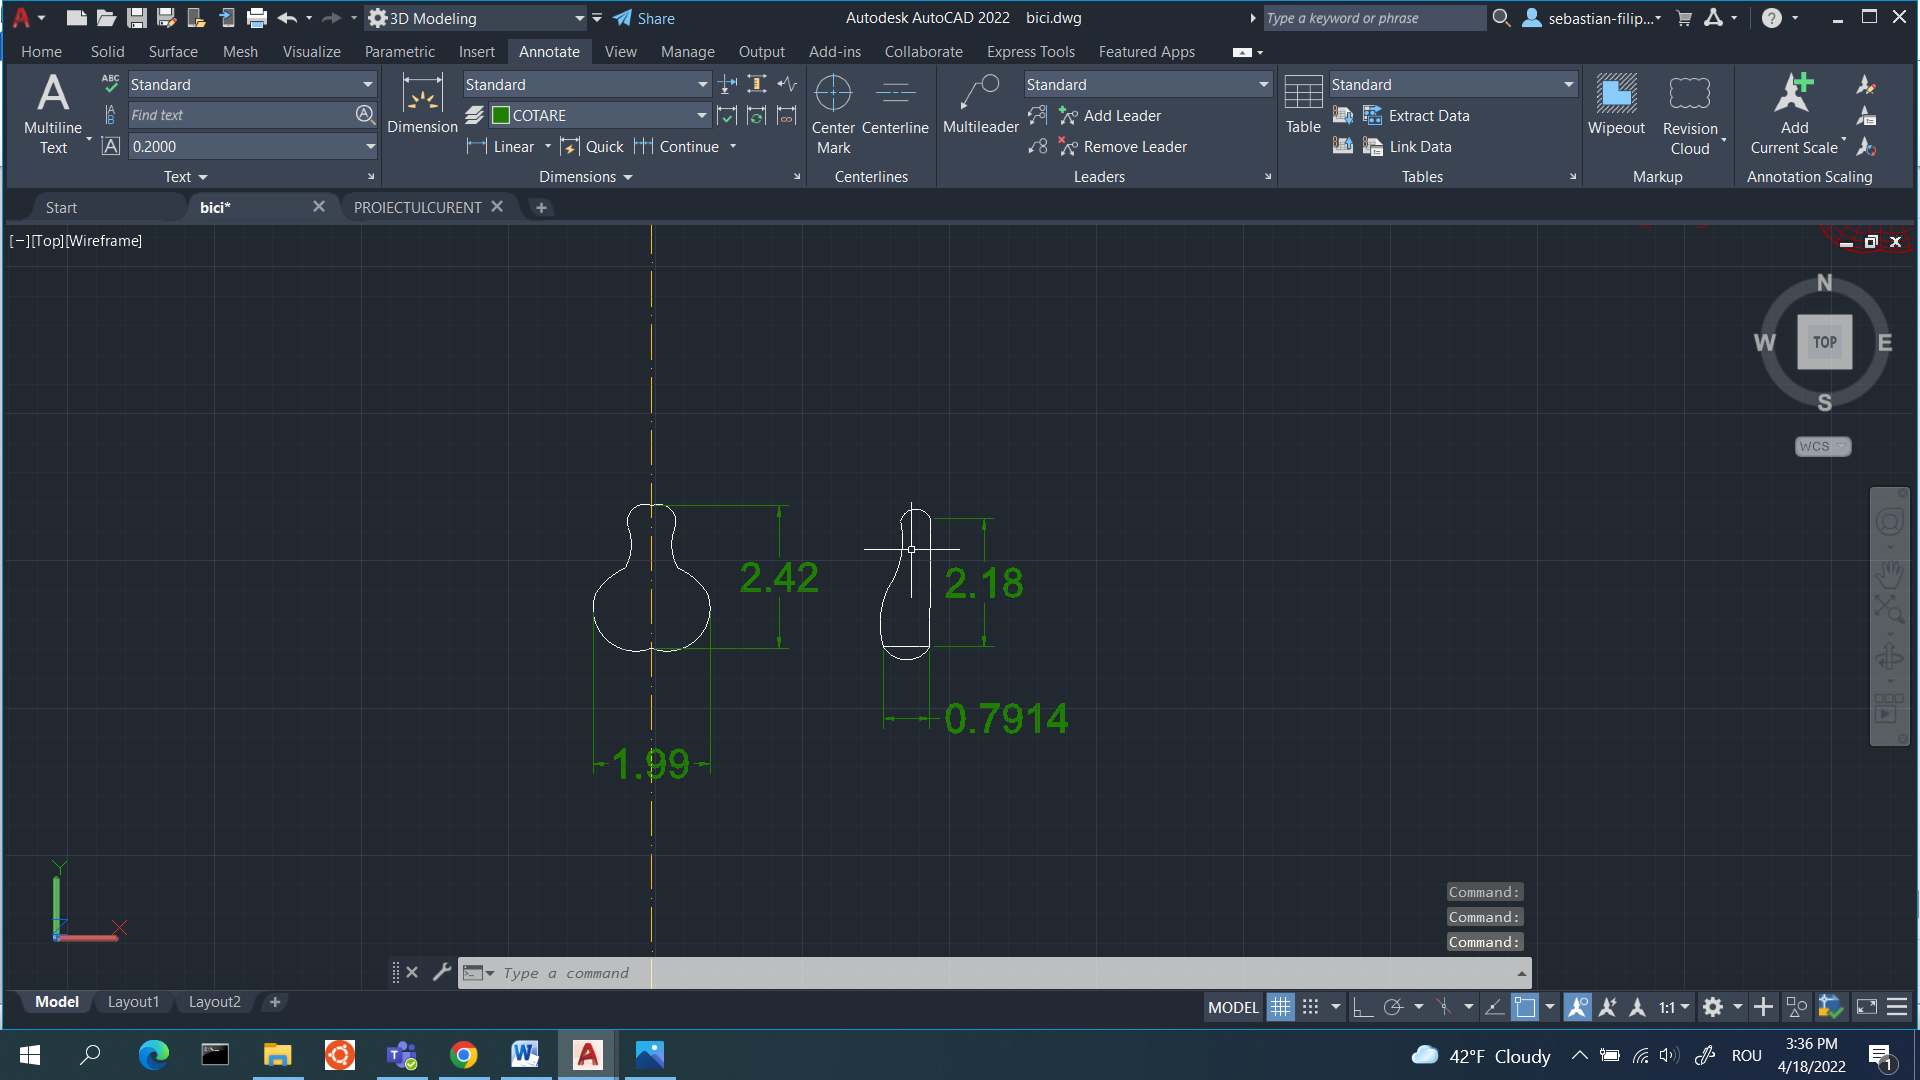 3D Modeling
Share
Autodesk AutoCAD 2022 bici.dwg
Type a keyword or phrase
sebastian-filip...
Home Solid Surface Mesh Visualize Parametric Insert Annotate View Manage Output Add-ins Collaborate Express Tools Featured Apps
Multiline Text
ABC
Standard
Find text
0.2000
Text
Dimension
Standard
COTARE
Linear Quick Continue
Dimensions
Center Mark
Centerline
Centerlines
Multileader
Standard
Add Leader
Remove Leader
Leaders
Table
Standard
Extract Data
Link Data
Tables
Wipeout
Revision Cloud
Markup
Add Current Scale
Annotation Scaling
Start
bici*
PROIECTULCURENT
[−][Top][Wireframe]
N
W TOP E
S
WCS
2.42
2.18
0.7914
1.99
Y
X
Command:
Command:
Command:
Type a command
Model Layout1 Layout2
MODEL
1:1
42°F Cloudy
ROU
3:36 PM
4/18/2022
1